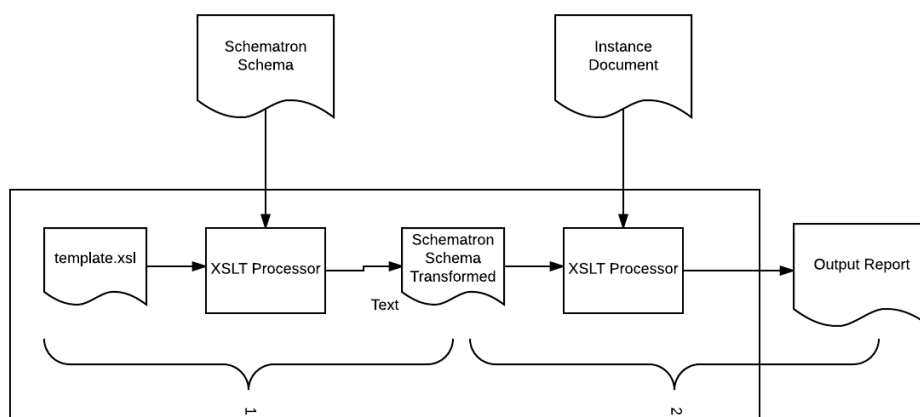 Schematron
Schema
Instance
Document
template.xsl
XSLT Processor
Schematron
Schema
Transformed
XSLT Processor
Output Report
Text
1
2